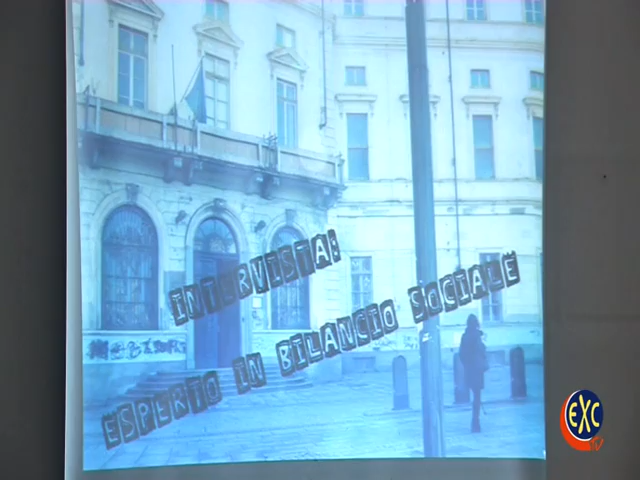 INTERVISTA:
ESPERTO IN BILANCIO SOCIALE
EXC